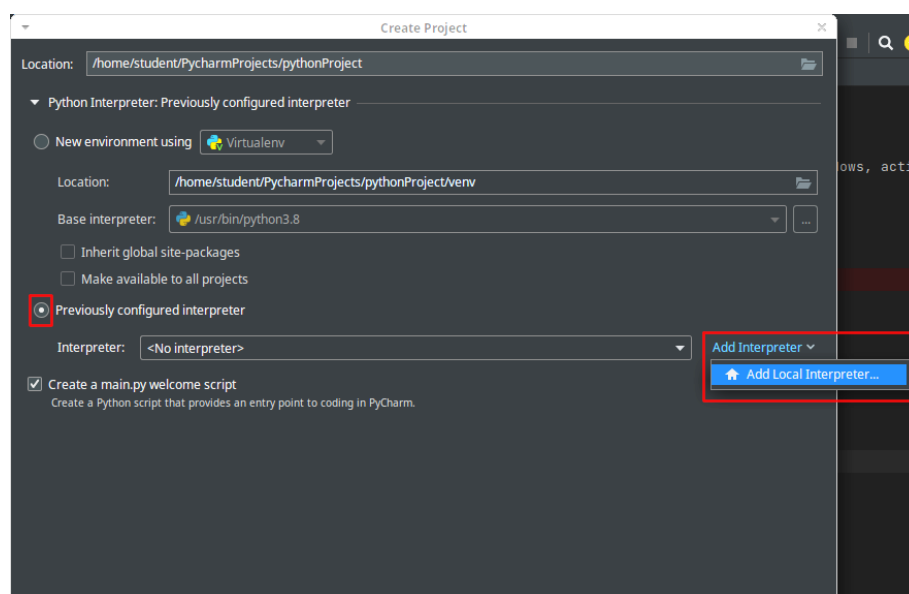 Create Project
Location: /home/student/PycharmProjects/pythonProject
Python Interpreter: Previously configured interpreter
New environment using Virtualenv
ows, acti
Location: /home/student/PycharmProjects/pythonProject/venv
Base interpreter: /usr/bin/python3.8 ...
Inherit global site-packages
Make available to all projects
Previously configured interpreter
Interpreter: <No interpreter> Add Interpreter
Add Local Interpreter...
Create a main.py welcome script
Create a Python script that provides an entry point to coding in PyCharm.